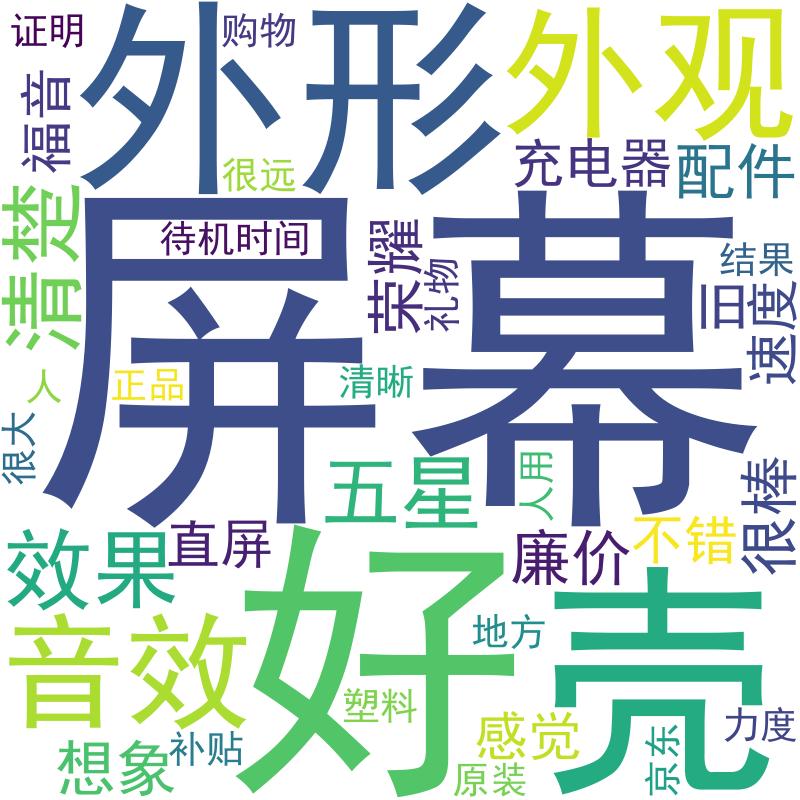 证明
购物
外形
外观
福音
很远
充电器
配件
清楚
待机时间
荣耀
礼物
结果
旧
速度
屏幕
人
正品
清晰
很大
五星
人用
很棒
效果
直屏
廉价
不错
好
壳
音效
地方
塑料
感觉
力度
想象
补贴
原装
京东